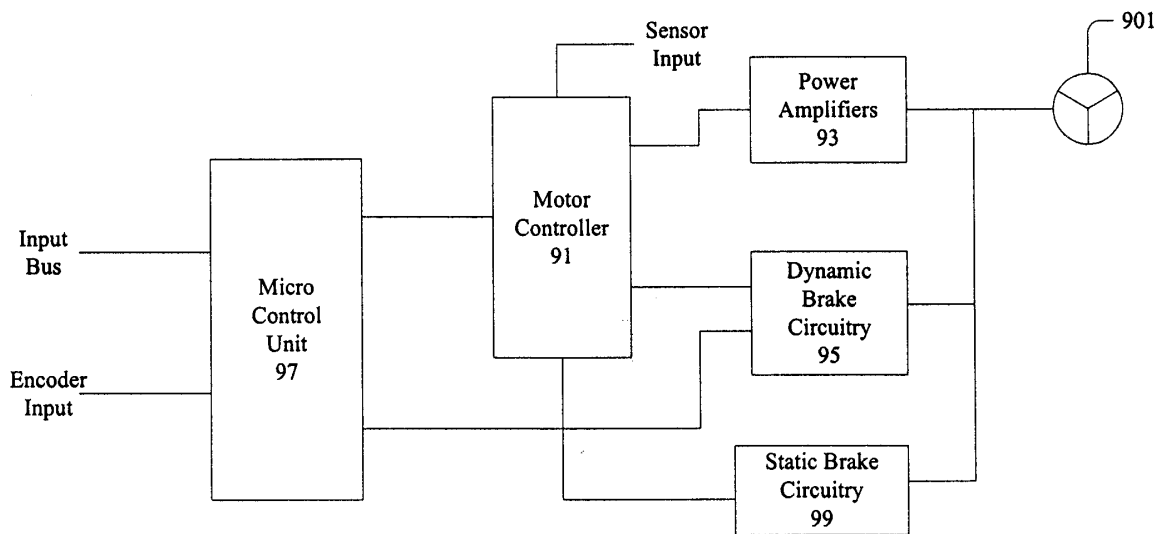 901
Sensor
Input
Power
Amplifiers
93
Motor
Controller
91
Input
Bus
Micro
Control
Unit
97
Dynamic
Brake
Circuitry
95
Encoder
Input
Static Brake
Circuitry
99